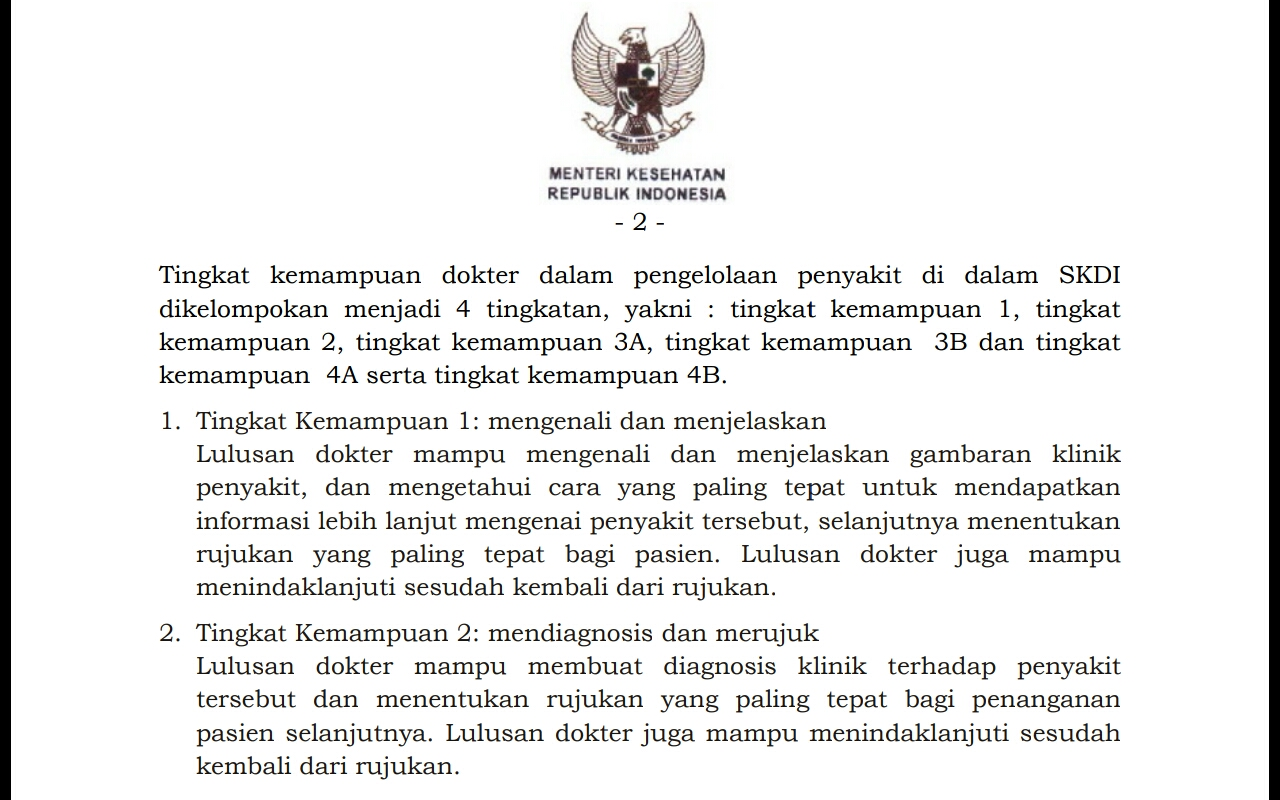 MENTERI KESEHATAN
REPUBLIK INDONESIA
- 2 -
Tingkat kemampuan dokter dalam pengelolaan penyakit di dalam SKDI
dikelompokan menjadi 4 tingkatan, yakni : tingkat kemampuan 1, tingkat
kemampuan 2, tingkat kemampuan 3A, tingkat kemampuan 3B dan tingkat
kemampuan 4A serta tingkat kemampuan 4B.
1. Tingkat Kemampuan 1: mengenali dan menjelaskan
Lulusan dokter mampu mengenali dan menjelaskan gambaran klinik
penyakit, dan mengetahui cara yang paling tepat untuk mendapatkan
informasi lebih lanjut mengenai penyakit tersebut, selanjutnya menentukan
rujukan yang paling tepat bagi pasien. Lulusan dokter juga mampu
menindaklanjuti sesudah kembali dari rujukan.
2. Tingkat Kemampuan 2: mendiagnosis dan merujuk
Lulusan dokter mampu membuat diagnosis klinik terhadap penyakit
tersebut dan menentukan rujukan yang paling tepat bagi penanganan
pasien selanjutnya. Lulusan dokter juga mampu menindaklanjuti sesudah
kembali dari rujukan.